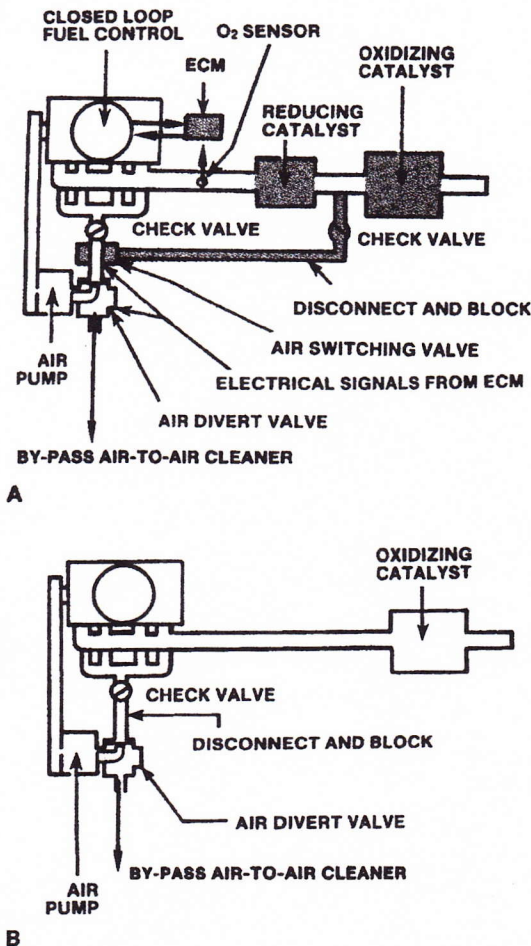 CLOSED LOOP
FUEL CONTROL
O₂ SENSOR
ECM
OXIDIZING
CATALYST
REDUCING
CATALYST
CHECK VALVE
CHECK VALVE
DISCONNECT AND BLOCK
AIR SWITCHING VALVE
AIR
PUMP
ELECTRICAL SIGNALS FROM ECM
AIR DIVERT VALVE
BY-PASS AIR-TO-AIR CLEANER
A
OXIDIZING
CATALYST
CHECK VALVE
DISCONNECT AND BLOCK
AIR DIVERT VALVE
BY-PASS AIR-TO-AIR CLEANER
AIR
PUMP
B